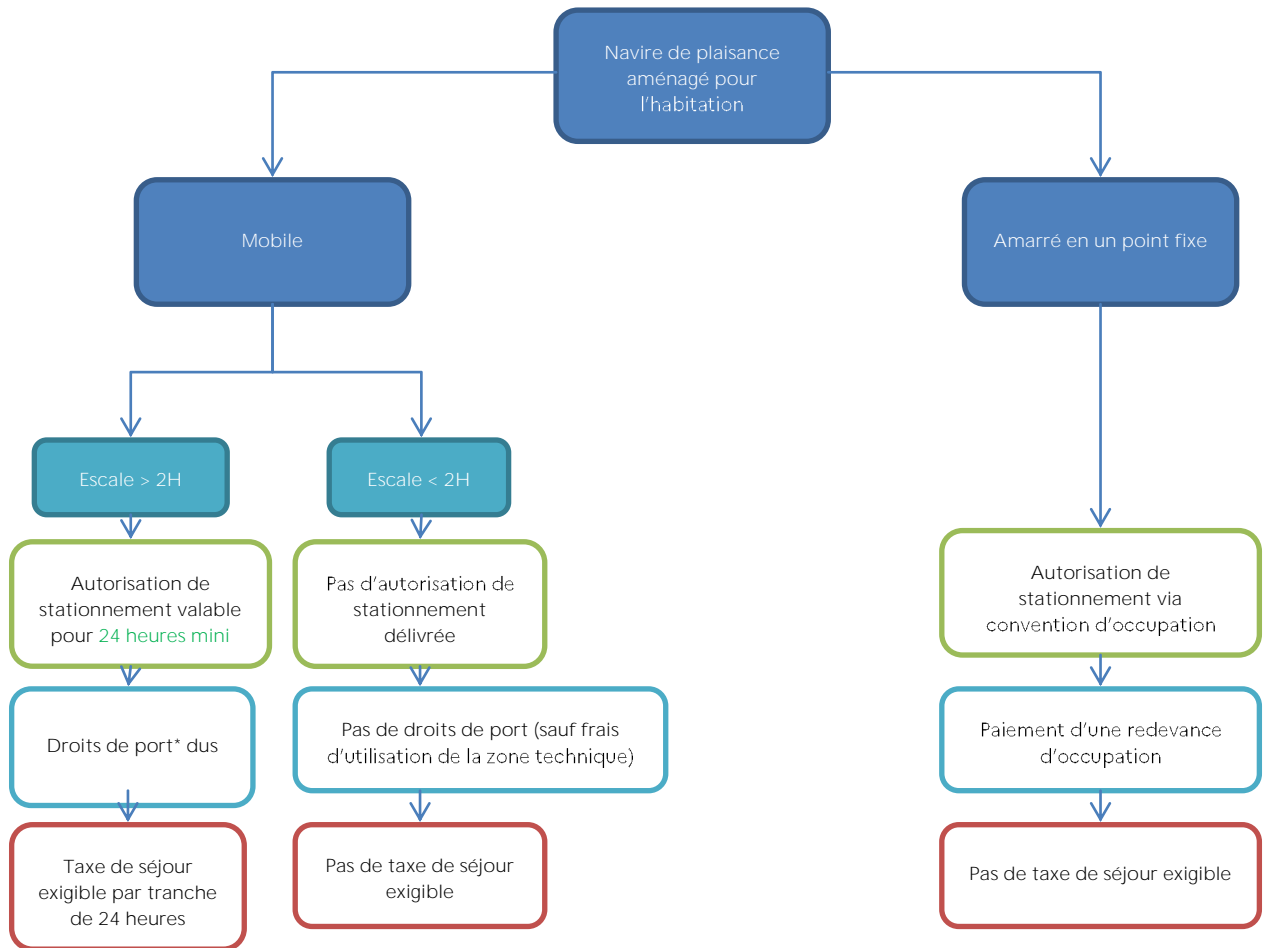 Navire de plaisance
aménagé pour
l'habitation
Mobile
Amarré en un point fixe
Escale > 2H
Escale < 2H
Autorisation de
stationnement valable
pour 24 heures mini
Pas d'autorisation de
stationnement
délivrée
Autorisation de
stationnement via
convention d'occupation
Droits de port* dus
Pas de droits de port (sauf frais
d'utilisation de la zone technique)
Paiement d'une redevance
d'occupation
Taxe de séjour
exigible par tranche
de 24 heures
Pas de taxe de séjour
exigible
Pas de taxe de séjour exigible